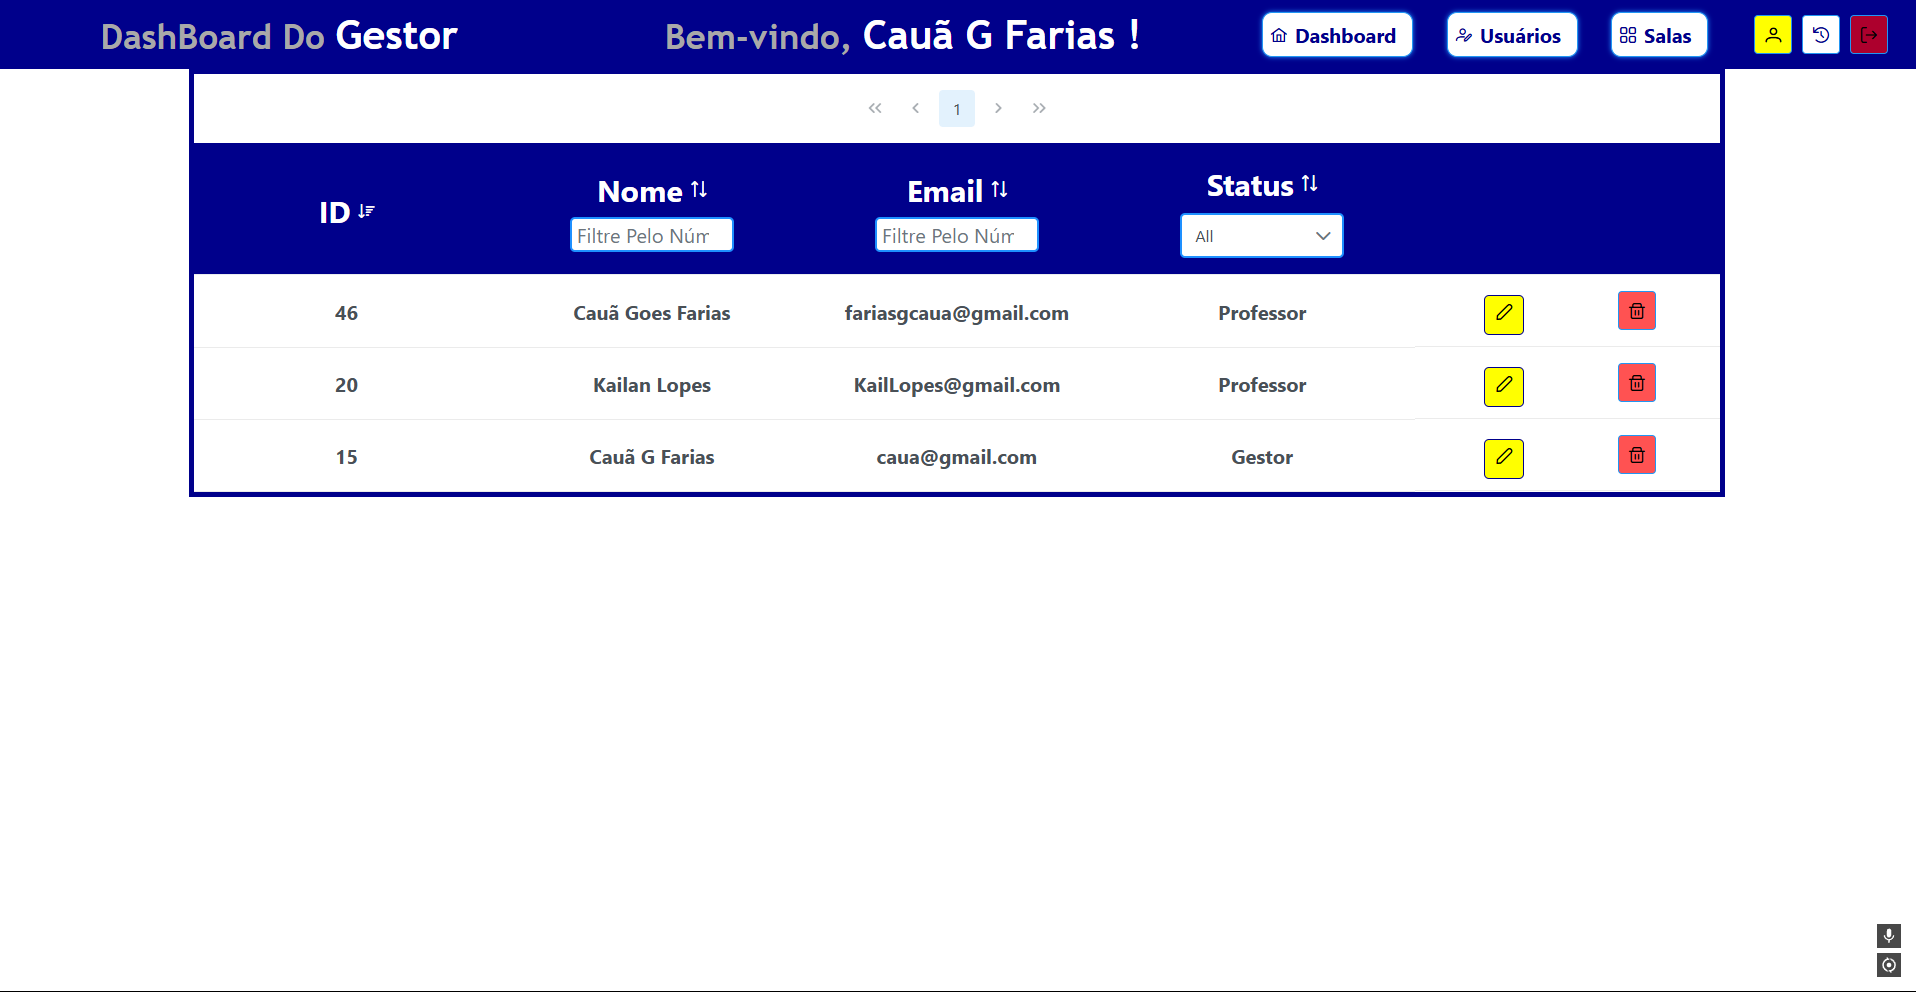 DashBoard Do Gestor
Bem-vindo, Cauã G Farias !
Dashboard
Usuários
Salas
1
ID
Nome
Email
Status
Filtre Pelo Núm
Filtre Pelo Núm
All
46 Cauã Goes Farias fariasgcaua@gmail.com Professor
20 Kailan Lopes KailLopes@gmail.com Professor
15 Cauã G Farias caua@gmail.com Gestor